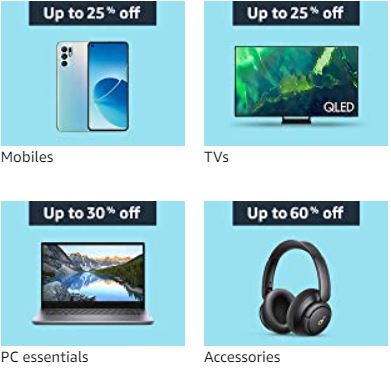 Up to 25% off
Up to 25% off
QLED
Mobiles
TVs
Up to 30% off
Up to 60% off
PC essentials
Accessories